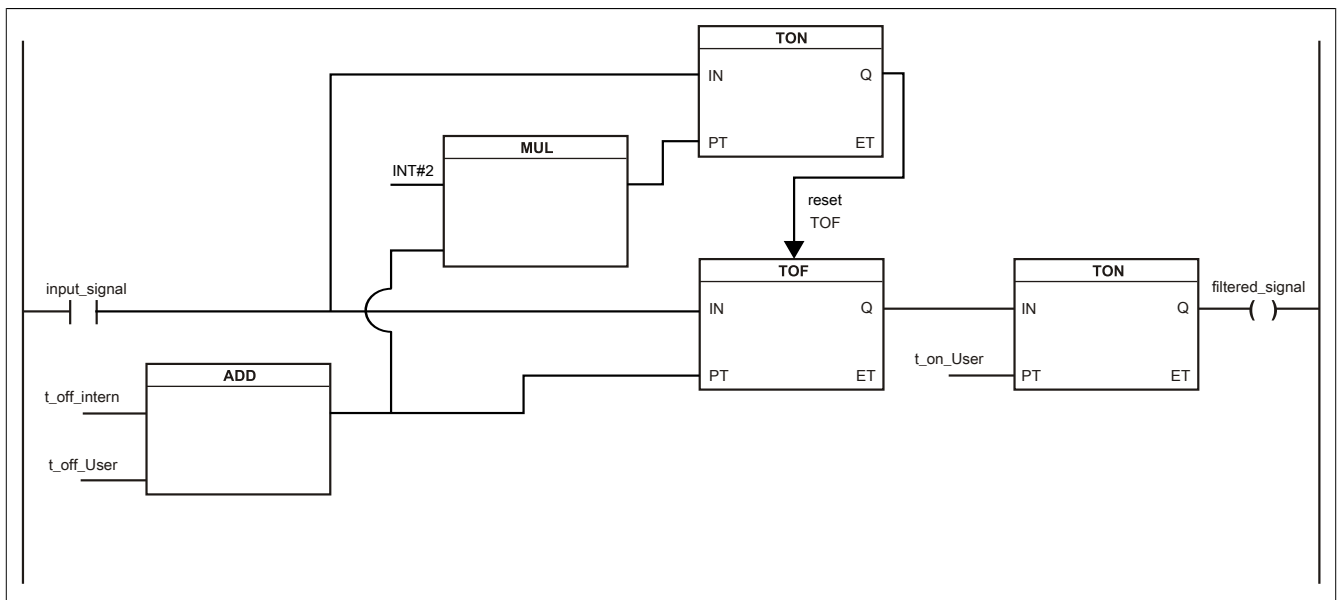 TON
IN Q
PT ET
MUL
INT#2
reset
TOF
input_signal
TOF
IN Q
PT ET
TON
IN Q
PT ET
t_on_User
filtered_signal
ADD
t_off_intern
t_off_User